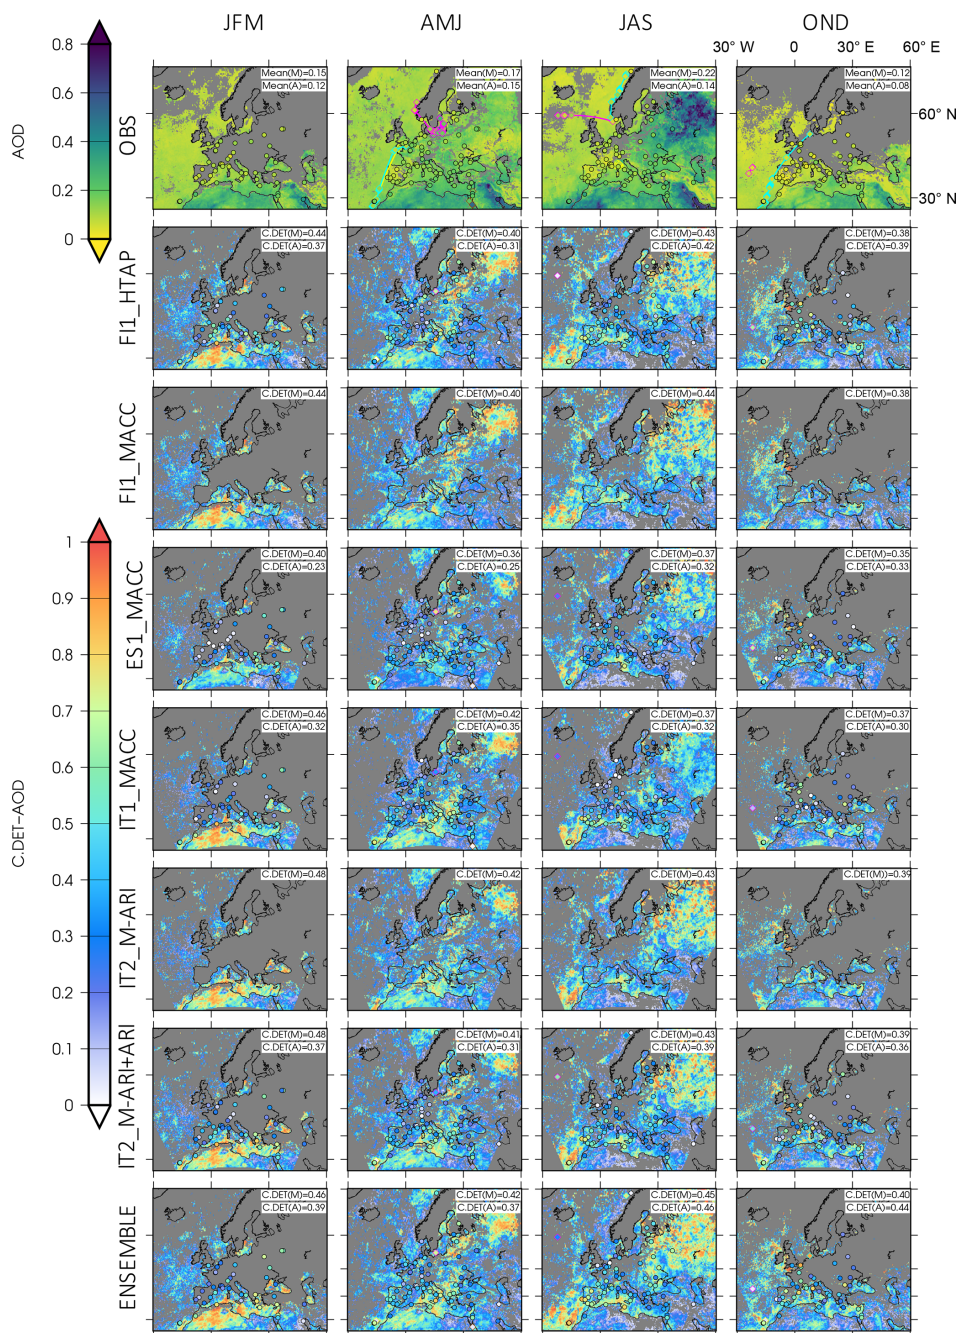 JFM AMJ JAS OND
30° W 0 30° E 60° E
0.8
0.6
0.4
0.2
0
AOD
OBS
Mean(M)=0.15
Mean(A)=0.12
Mean(M)=0.17
Mean(A)=0.15
Mean(M)=0.22
Mean(A)=0.14
Mean(M)=0.12
Mean(A)=0.08
60° N
30° N
FI1_HTAP
C.DET(M)=0.44
C.DET(A)=0.37
C.DET(M)=0.40
C.DET(A)=0.31
C.DET(M)=0.43
C.DET(A)=0.42
C.DET(M)=0.38
C.DET(A)=0.39
FI1_MACC
C.DET(M)=0.44
C.DET(M)=0.40
C.DET(M)=0.44
C.DET(M)=0.38
1
0.9
0.8
0.7
0.6
0.5
0.4
0.3
0.2
0.1
0
C.DET-AOD
ES1_MACC
C.DET(M)=0.40
C.DET(A)=0.23
C.DET(M)=0.36
C.DET(A)=0.25
C.DET(M)=0.37
C.DET(A)=0.32
C.DET(M)=0.35
C.DET(A)=0.33
IT1_MACC
C.DET(M)=0.46
C.DET(A)=0.32
C.DET(M)=0.42
C.DET(A)=0.35
C.DET(M)=0.37
C.DET(A)=0.32
C.DET(M)=0.37
C.DET(A)=0.30
IT2_M-ARI
C.DET(M)=0.48
C.DET(M)=0.42
C.DET(M)=0.43
C.DET(M)=0.39
IT2_M-ARI+ARI
C.DET(M)=0.48
C.DET(A)=0.37
C.DET(M)=0.41
C.DET(A)=0.31
C.DET(M)=0.43
C.DET(A)=0.39
C.DET(M)=0.39
C.DET(A)=0.36
ENSEMBLE
C.DET(M)=0.46
C.DET(A)=0.39
C.DET(M)=0.42
C.DET(A)=0.37
C.DET(M)=0.45
C.DET(A)=0.46
C.DET(M)=0.40
C.DET(A)=0.44